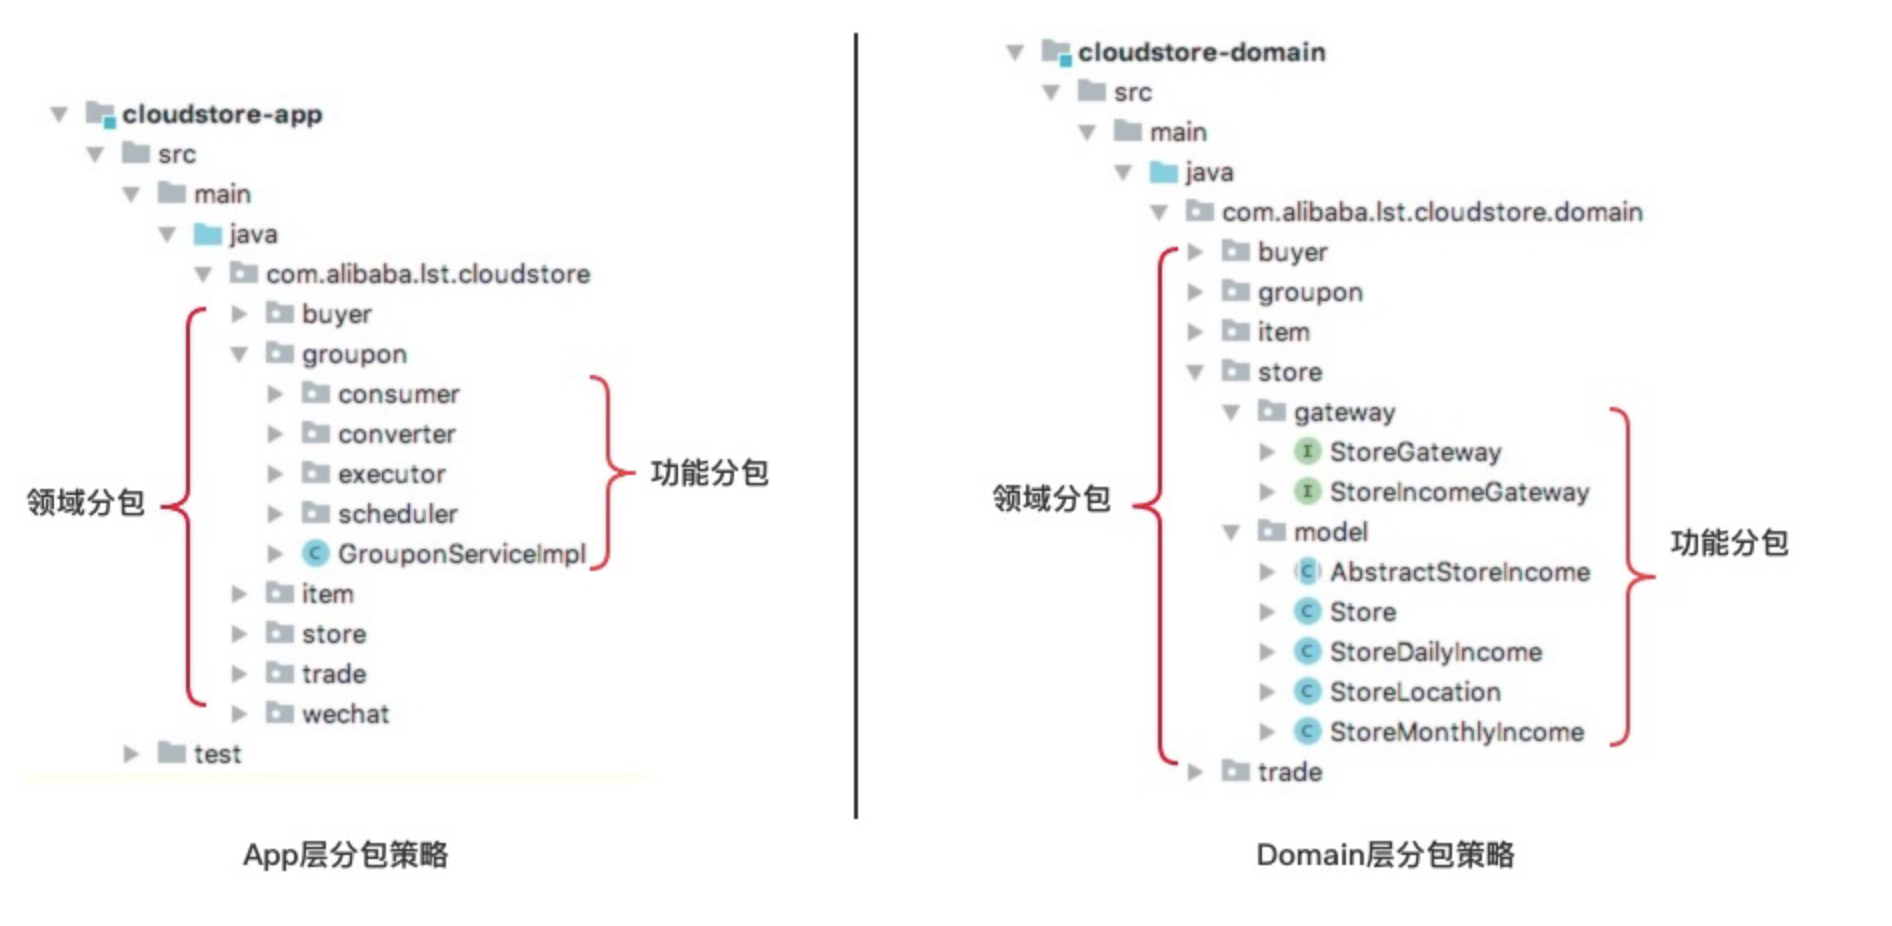 cloudstore-app
src
main
java
com.alibaba.lst.cloudstore
buyer
groupon
consumer
converter
executor
scheduler
GrouponServiceImpl
item
store
trade
wechat
test
领域分包
功能分包
App层分包策略
cloudstore-domain
src
main
java
com.alibaba.lst.cloudstore.domain
buyer
groupon
item
store
gateway
I StoreGateway
I StoreIncomeGateway
model
C AbstractStoreIncome
C Store
C StoreDailyIncome
C StoreLocation
C StoreMonthlyIncome
trade
领域分包
功能分包
Domain层分包策略